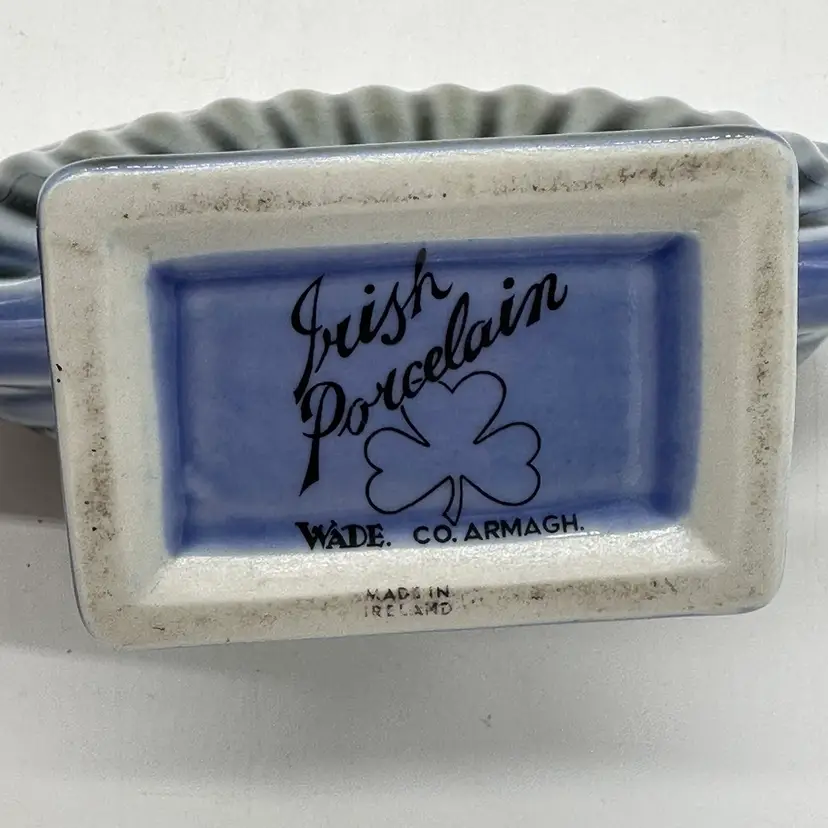 Irish
Porcelain
WADE. CO. ARMAGH.
MADE IN
IRELAND